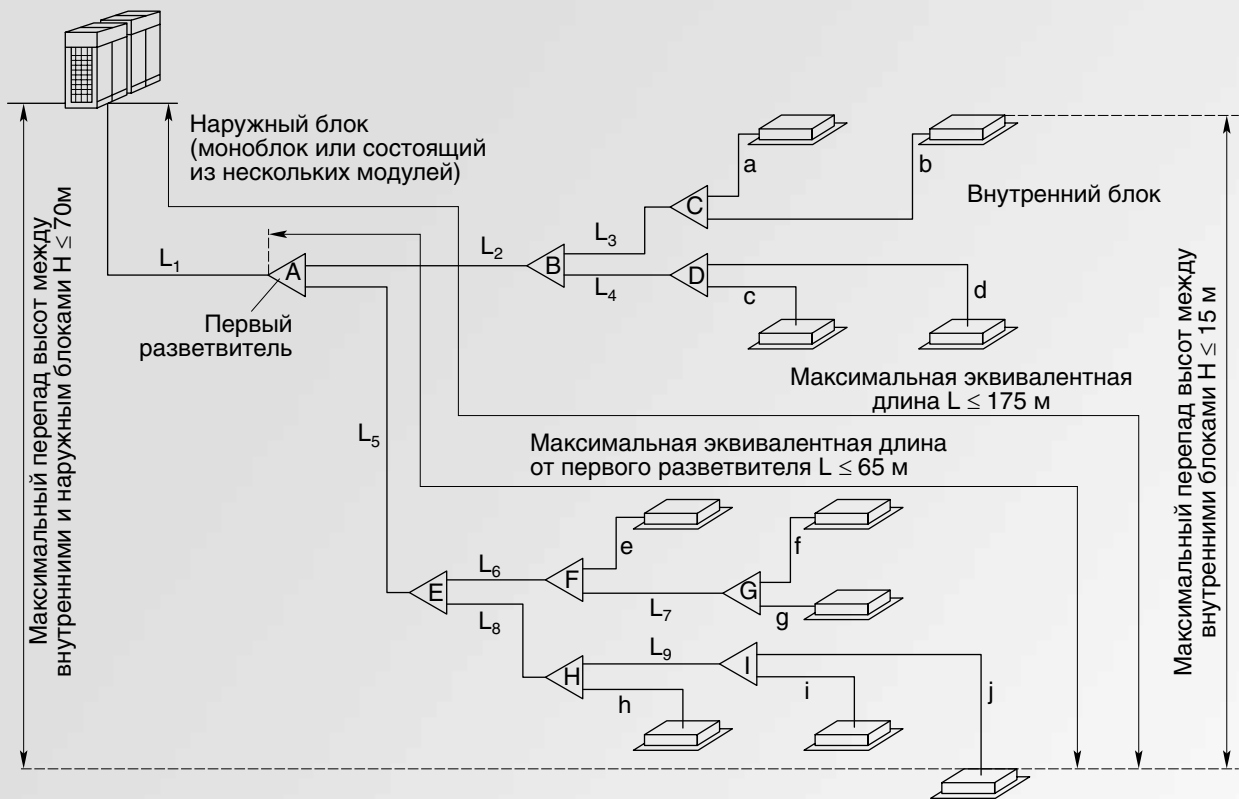 Наружный блок
(моноблок или состоящий
из нескольких модулей)
Максимальный перепад высот между
внутренними и наружным блоками H ≤ 70м
a
b
C
Внутренний блок
L₁
A
L₂
B
L₃
L₄
D
c
d
Первый
разветвитель
Максимальная эквивалентная
длина L ≤ 175 м
L₅
Максимальная эквивалентная длина
от первого разветвителя L ≤ 65 м
Максимальный перепад высот между
внутренними блоками H ≤ 15 м
e
f
L₆
F
E
G
L₇
g
L₈
L₉
H
I
h
i
j